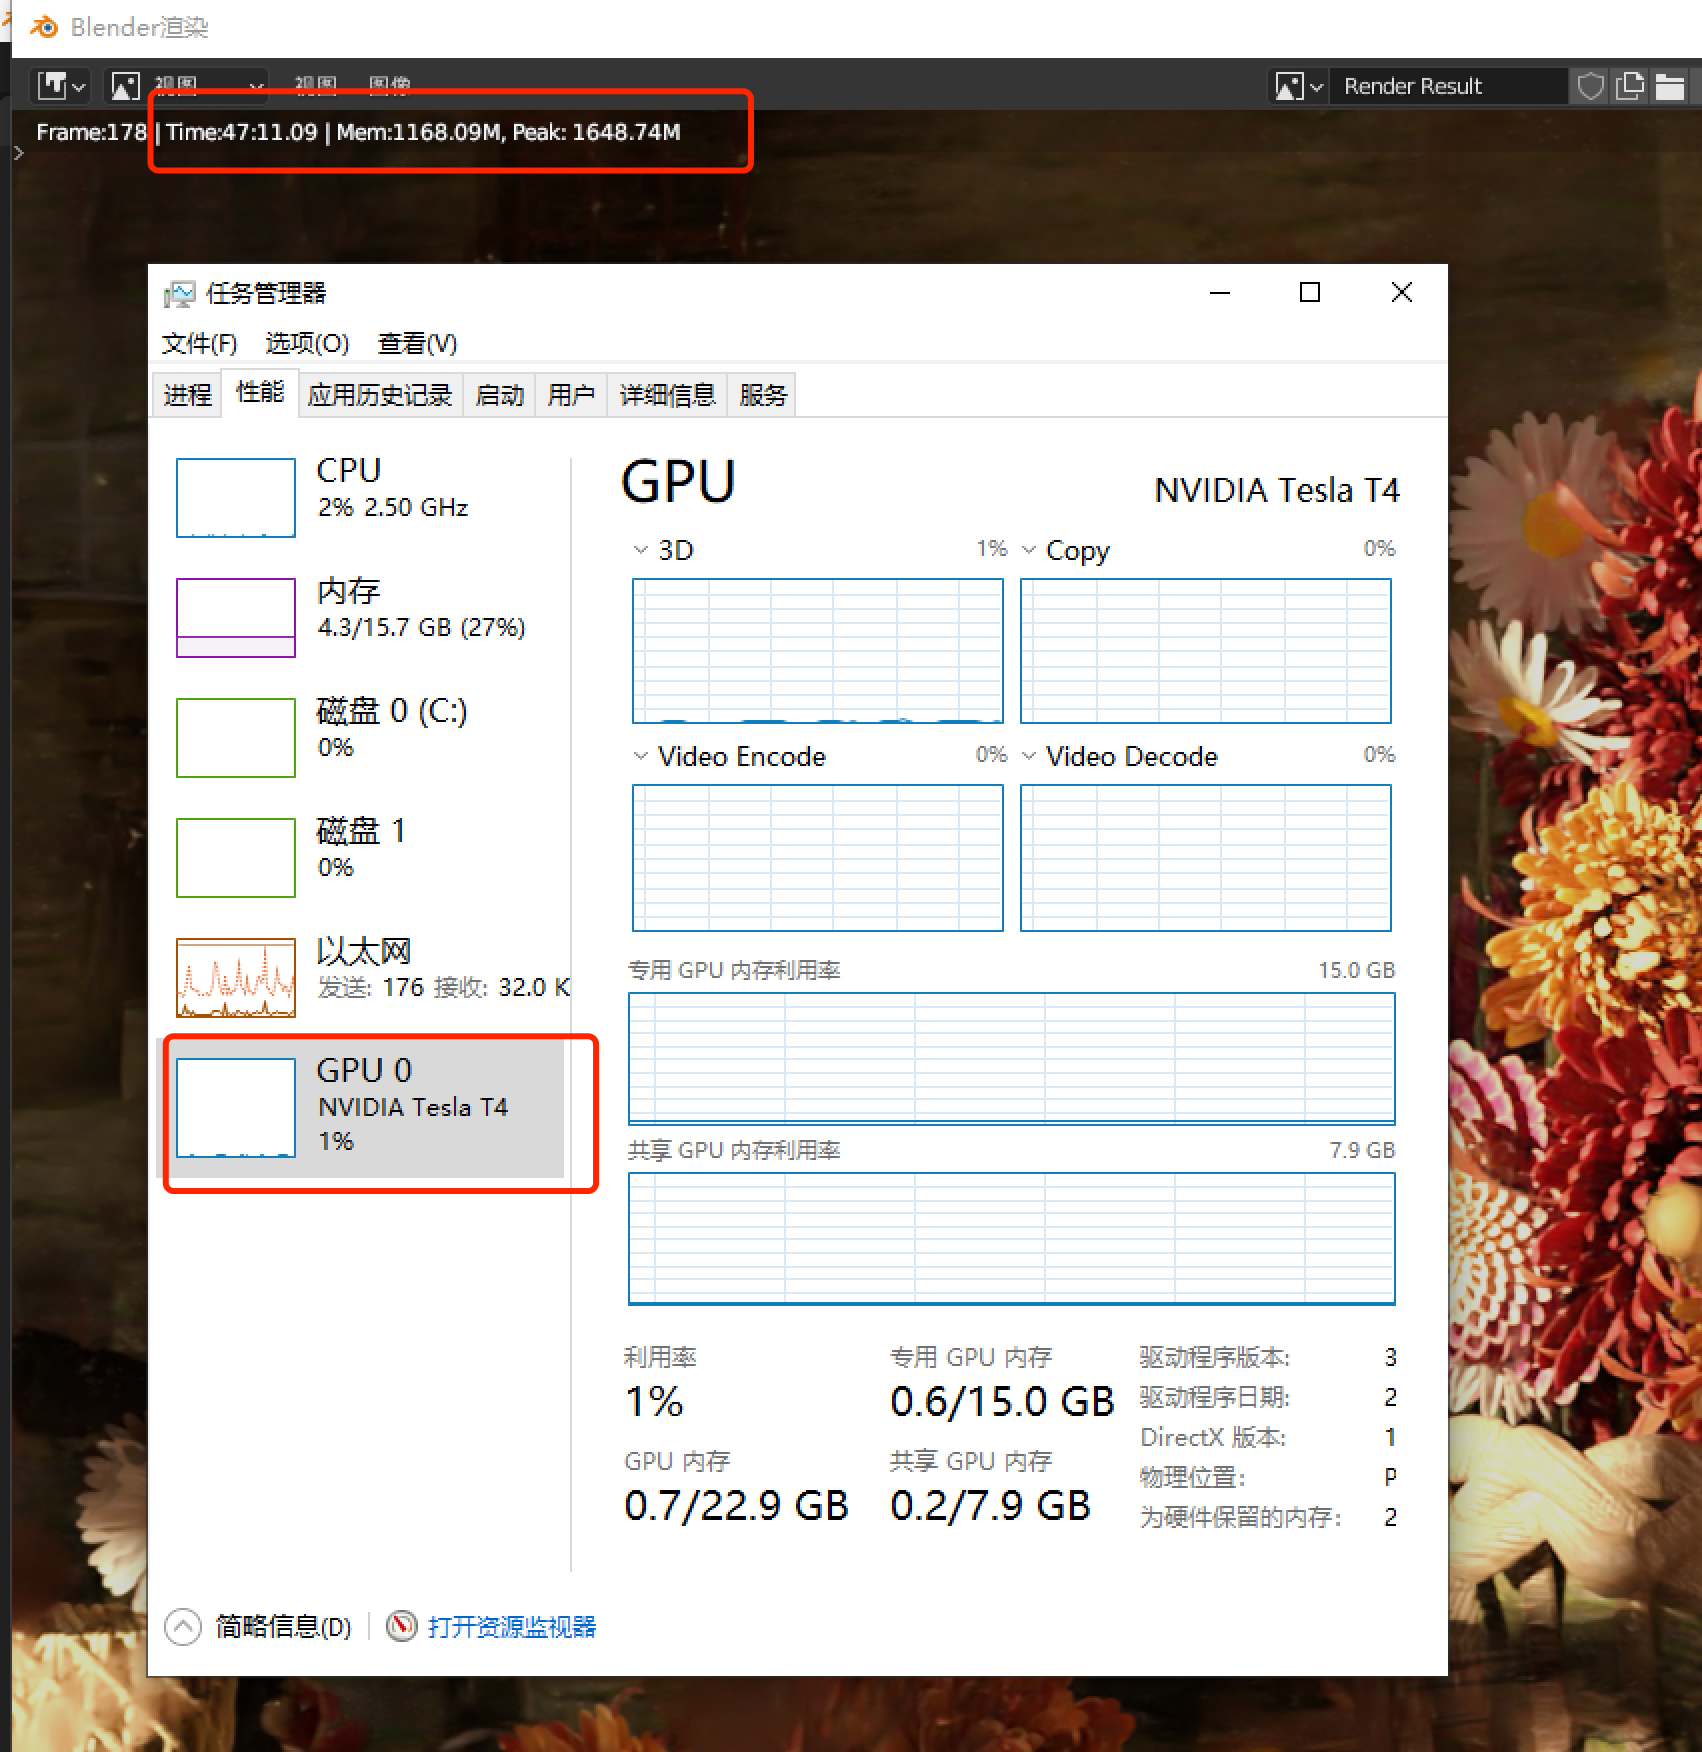 Blender渲染
视图 视图 图像 Render Result
Frame:178 | Time:47:11.09 | Mem:1168.09M, Peak: 1648.74M
任务管理器
文件(F) 选项(O) 查看(V)
进程 性能 应用历史记录 启动 用户 详细信息 服务
CPU
2% 2.50 GHz
内存
4.3/15.7 GB (27%)
磁盘 0 (C:)
0%
磁盘 1
0%
以太网
发送: 176 接收: 32.0 K
GPU 0
NVIDIA Tesla T4
1%
GPU NVIDIA Tesla T4
3D 1% Copy 0%
Video Encode 0% Video Decode 0%
专用 GPU 内存利用率 15.0 GB
共享 GPU 内存利用率 7.9 GB
利用率
1%
专用 GPU 内存
0.6/15.0 GB
GPU 内存
0.7/22.9 GB
共享 GPU 内存
0.2/7.9 GB
驱动程序版本: 3
驱动程序日期: 2
DirectX 版本: 1
物理位置: P
为硬件保留的内存: 2
简略信息(D) 打开资源监视器